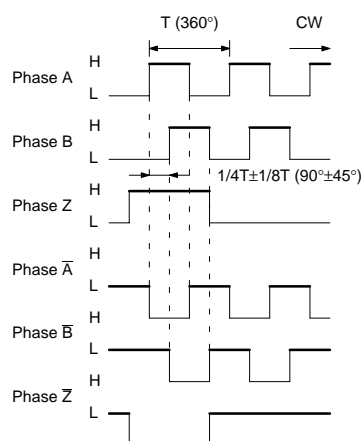 T (360°) CW
H
Phase A
L
H
Phase B
L
H
1/4T±1/8T (90°±45°)
Phase Z
L
H
Phase A̅
L
H
Phase B̅
L
H
Phase Z̅
L